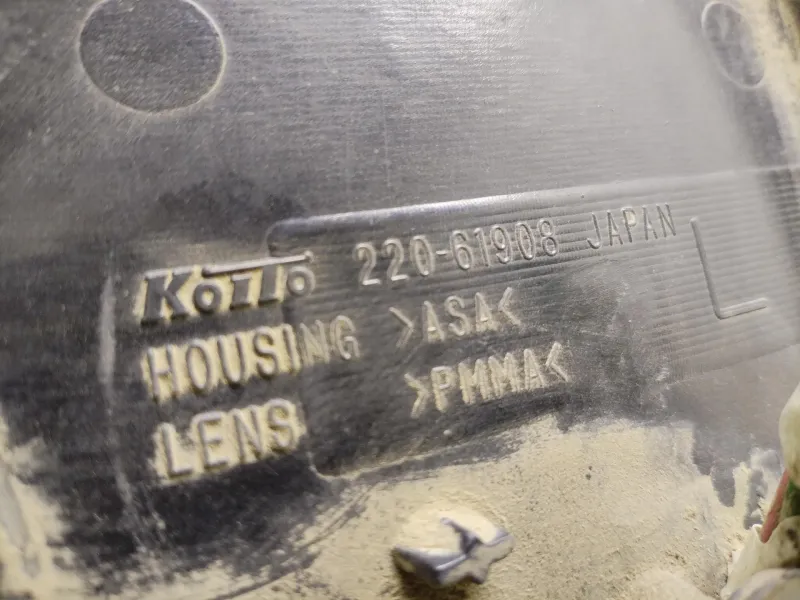 KOITO 220-61908 JAPAN L
HOUSING >ASA<
LENS >PMMA<